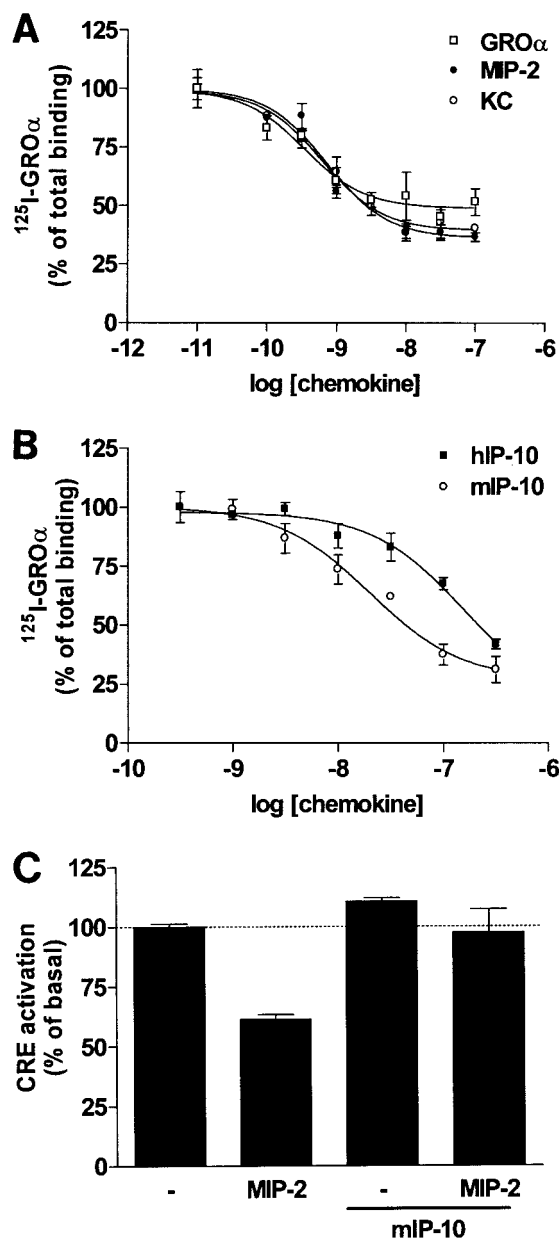 A
125
100
75
50
25
0
-12 -11 -10 -9 -8 -7 -6
log [chemokine]
¹²⁵I-GROα
(% of total binding)
GROα
MIP-2
KC
B
125
100
75
50
25
0
-10 -9 -8 -7 -6
log [chemokine]
¹²⁵I-GROα
(% of total binding)
hIP-10
mIP-10
C
125
100
75
50
25
0
CRE activation
(% of basal)
- MIP-2 - MIP-2
mIP-10